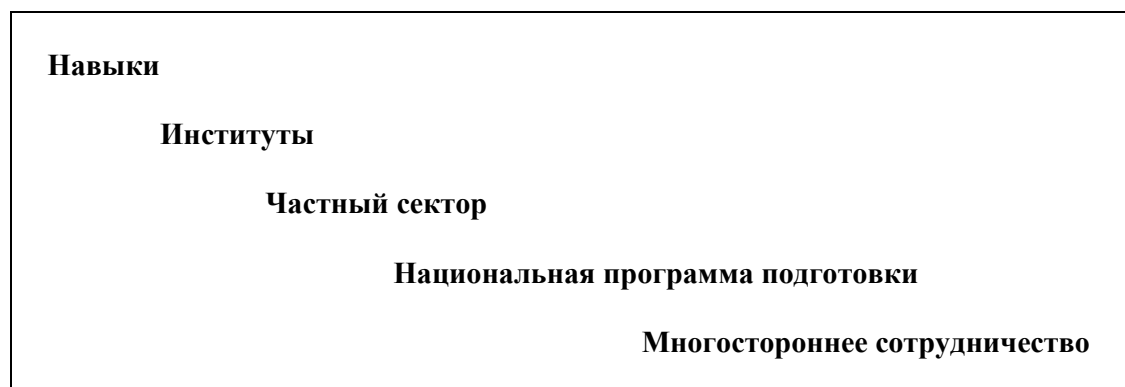 Навыки
Институты
Частный сектор
Национальная программа подготовки
Многостороннее сотрудничество